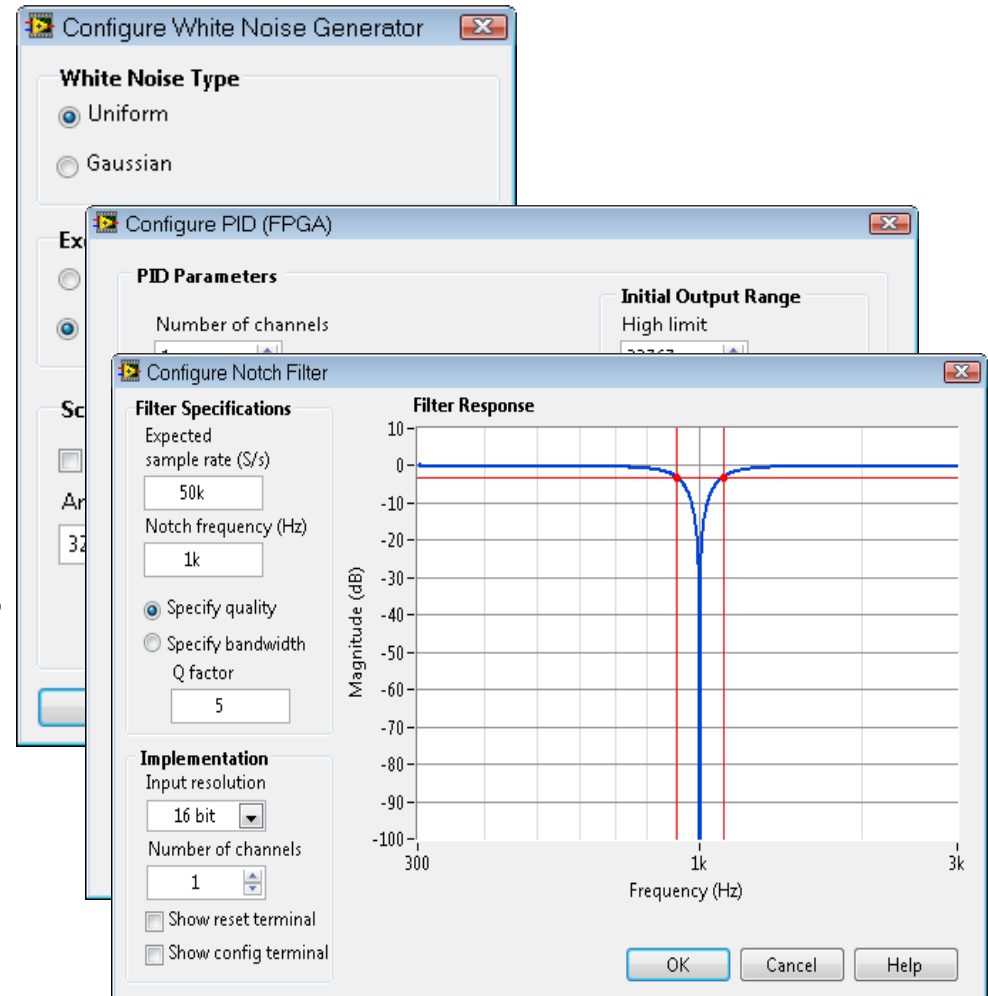 Configure White Noise Generator
White Noise Type
Uniform
Gaussian
Configure PID (FPGA)
PID Parameters
Number of channels
Initial Output Range
High limit
Configure Notch Filter
Filter Specifications
Expected
sample rate (S/s)
50k
Notch frequency (Hz)
1k
Specify quality
Specify bandwidth
Q factor
5
Implementation
Input resolution
16 bit
Number of channels
1
Show reset terminal
Show config terminal
Filter Response
Magnitude (dB)
10
0
-10
-20
-30
-40
-50
-60
-70
-80
-90
-100
300 1k 3k
Frequency (Hz)
OK Cancel Help